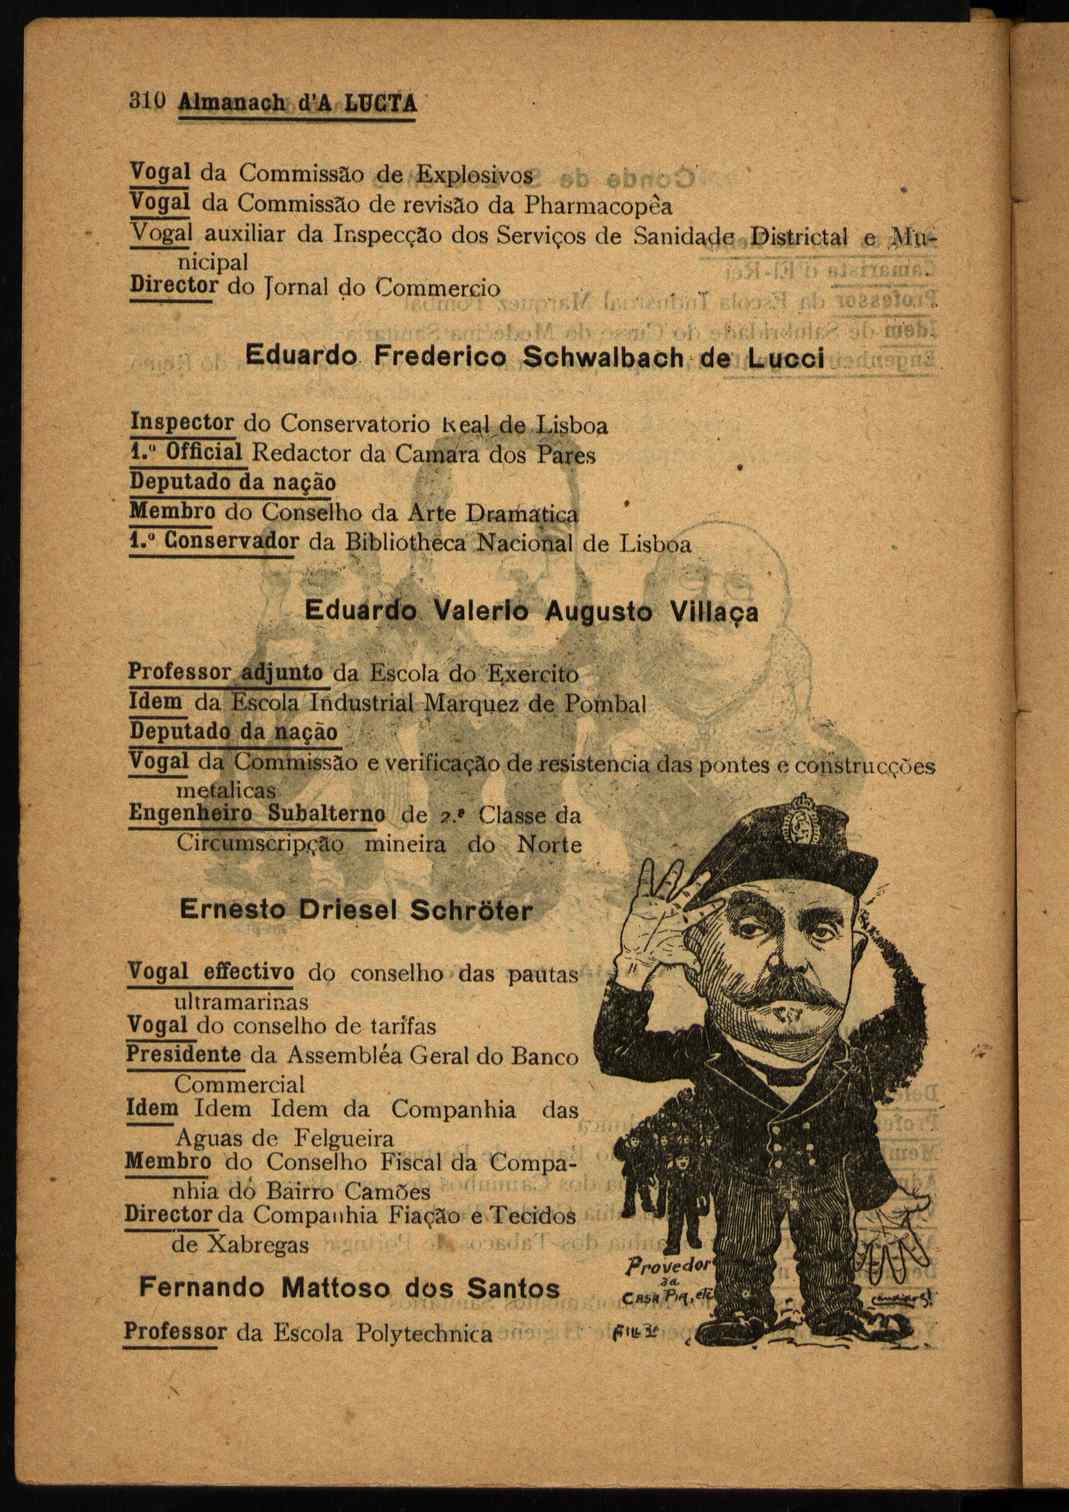 310 Almanach d'A LUCTA
Vogal da Commissão de Explosivos
Vogal da Commissão de revisão da Pharmacopêa
Vogal auxiliar da Inspecção dos Serviços de Sanidade Districtal e Mu-
nicipal
Director do Jornal do Commercio
Eduardo Frederico Schwalbach de Lucci
Inspector do Conservatorio Real de Lisboa
1.º Official Redactor da Camara dos Pares
Deputado da nação
Membro do Conselho da Arte Dramatica
1.º Conservador da Bibliotheca Nacional de Lisboa
Eduardo Valerio Augusto Villaça
Professor adjunto da Escola do Exercito
Idem da Escola Industrial Marquez de Pombal
Deputado da nação
Vogal da Commissão e verificação de resistencia das pontes e construcções
metalicas
Engenheiro Subalterno de 2.ª Classe da
Circumscripção mineira do Norte
Ernesto Driesel Schröter
Vogal effectivo do conselho das pautas
ultramarinas
Vogal do conselho de tarifas
Presidente da Assembléa Geral do Banco
Commercial
Idem Idem Idem da Companhia das
Aguas de Felgueira
Membro do Conselho Fiscal da Compa-
nhia do Bairro Camões
Director da Companhia Fiação e Tecidos
de Xabregas
Fernando Mattoso dos Santos
Professor da Escola Polytechnica
Provedor
da
CASA PIA, etc